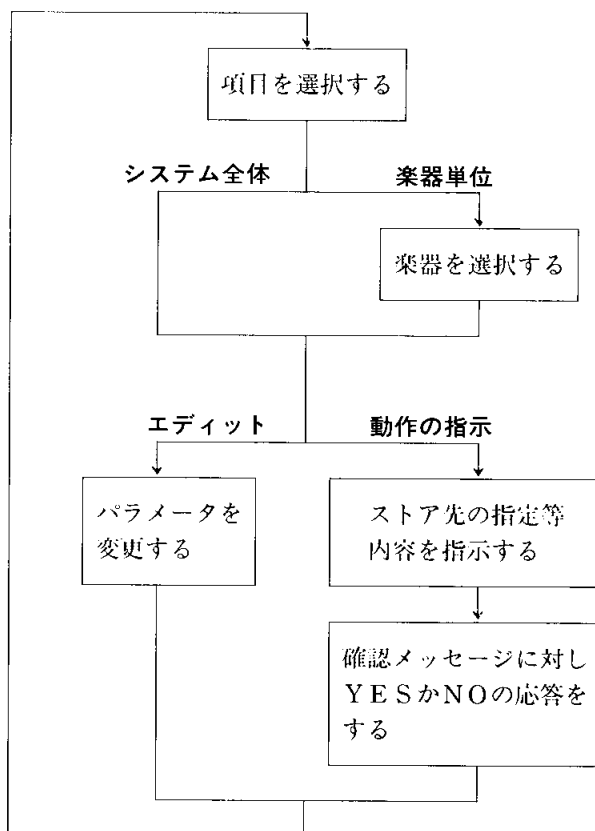 項目を選択する
システム全体
楽器単位
楽器を選択する
エディット
動作の指示
パラメータを
変更する
ストア先の指定等
内容を指示する
確認メッセージに対し
YESかNOの応答を
する